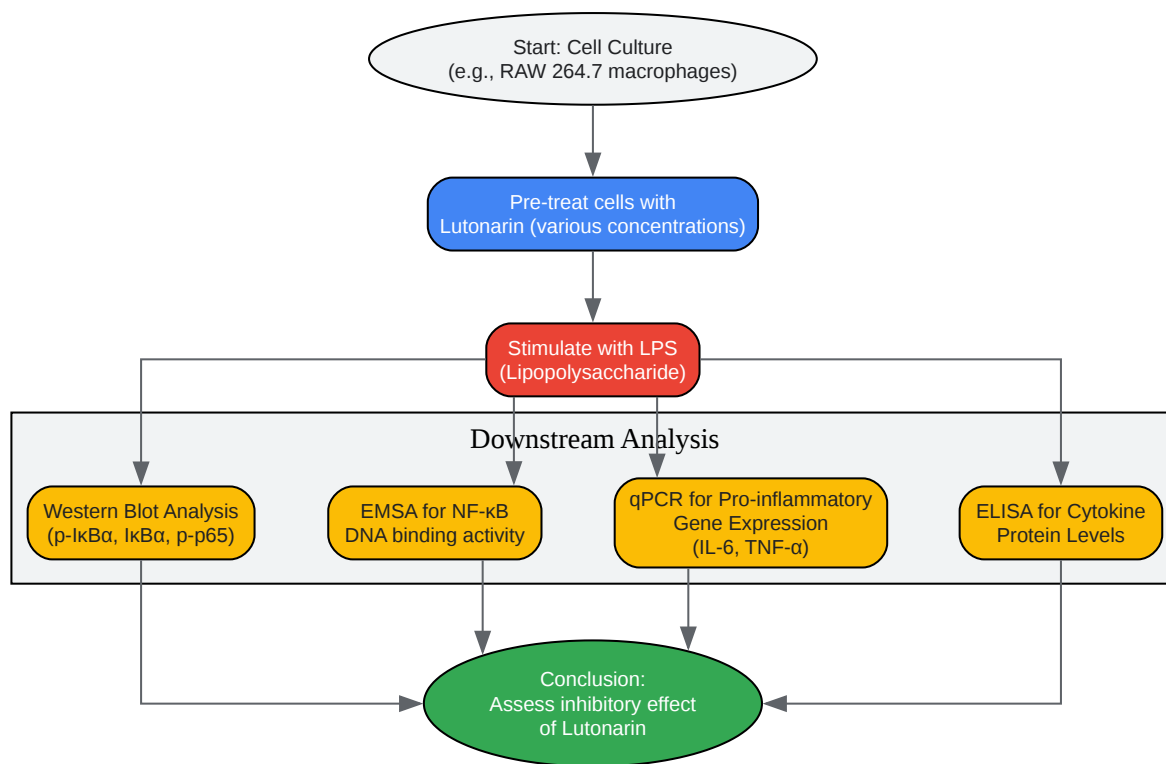 Start: Cell Culture
(e.g., RAW 264.7 macrophages)
Pre-treat cells with
Lutonarin (various concentrations)
Stimulate with LPS
(Lipopolysaccharide)
Downstream Analysis
Western Blot Analysis
(p-IκBα, IκBα, p-p65)
EMSA for NF-κB
DNA binding activity
qPCR for Pro-inflammatory
Gene Expression
(IL-6, TNF-α)
ELISA for Cytokine
Protein Levels
Conclusion:
Assess inhibitory effect
of Lutonarin